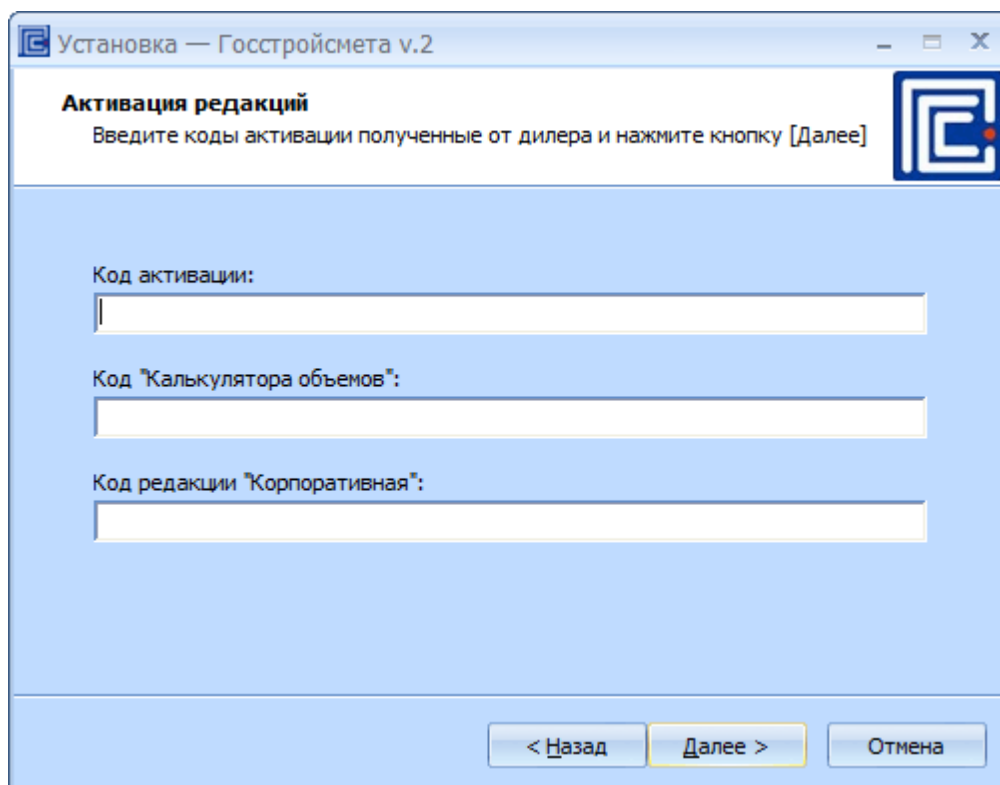 Установка — Госстройсмета v.2
Активация редакций
Введите коды активации полученные от дилера и нажмите кнопку [Далее]
Код активации:
Код "Калькулятора объемов":
Код редакции "Корпоративная":
< Назад
Далее >
Отмена